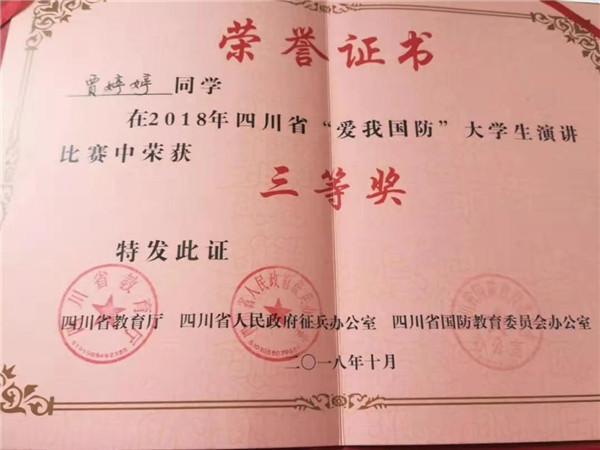 荣誉证书
贾婷婷 同学
在2018年四川省“爱我国防”大学生演讲
比赛中荣获
三等奖
特发此证
四川省教育厅 四川省人民政府征兵办公室 四川省国防教育委员会办公室
二〇一八年十月